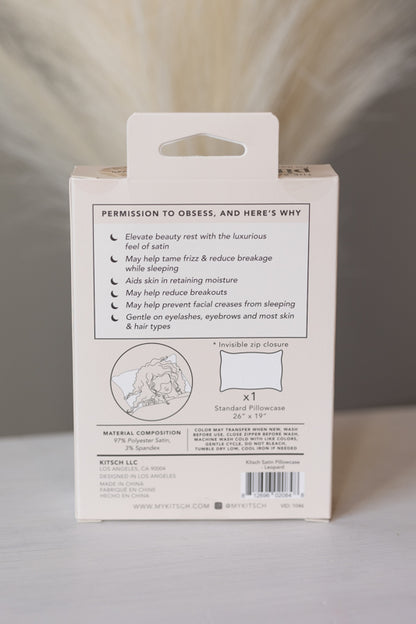 PERMISSION TO OBSESS, AND HERE'S WHY
Elevate beauty rest with the luxurious
feel of satin
May help tame frizz & reduce breakage
while sleeping
Aids skin in retaining moisture
May help reduce breakouts
May help prevent facial creases from sleeping
Gentle on eyelashes, eyebrows and most skin
& hair types
* Invisible zip closure
x1
Standard Pillowcase
26" x 19"
MATERIAL COMPOSITION
97% Polyester Satin,
3% Spandex
COLOR MAY TRANSFER WHEN NEW, WASH
BEFORE USE, CLOSE ZIPPER BEFORE WASH,
MACHINE WASH COLD WITH LIKE COLORS,
GENTLE CYCLE, DO NOT BLEACH,
TUMBLE DRY LOW, COOL IRON IF NEEDED
KITSCH LLC
LOS ANGELES, CA 90004
DESIGNED IN LOS ANGELES
MADE IN CHINA
FABRIQUÉ EN CHINE
HECHO EN CHINA
Kitsch Satin Pillowcase
Leopard
WWW.MYKITSCH.COM
@MYKITSCH
VID: 1046